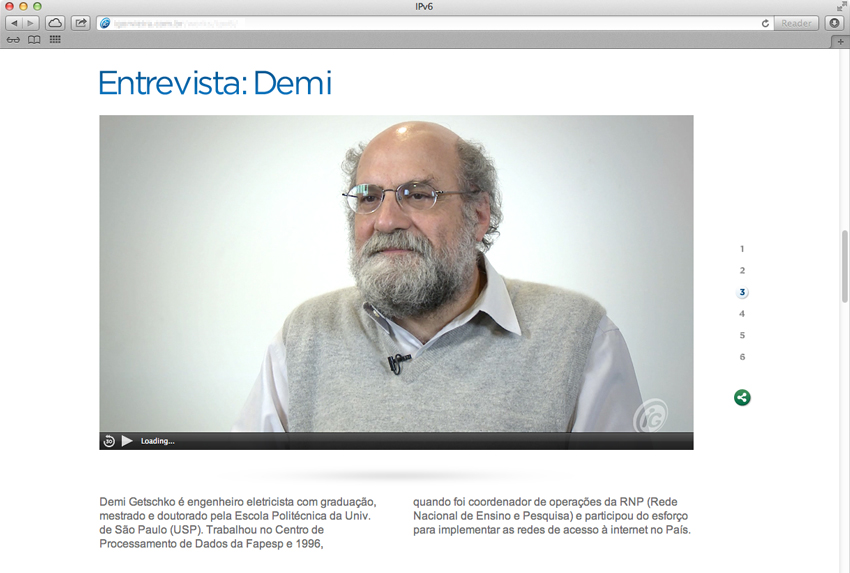 IPv6
Reader
Entrevista: Demi
1
2
3
4
5
6
iG
30
Loading...
Demi Getschko é engenheiro eletricista com graduação,
mestrado e doutorado pela Escola Politécnica da Univ.
de São Paulo (USP). Trabalhou no Centro de
Processamento de Dados da Fapesp e 1996,
quando foi coordenador de operações da RNP (Rede
Nacional de Ensino e Pesquisa) e participou do esforço
para implementar as redes de acesso à internet no País.